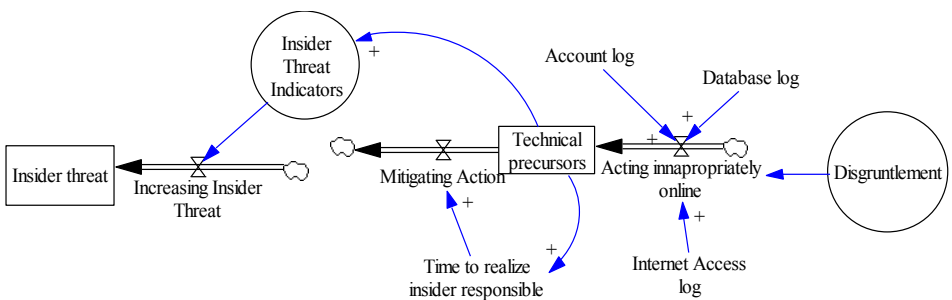 Insider
Threat
Indicators
+
Account log
Database log
+
+
Technical
precursors
Insider threat
Increasing Insider
Threat
Mitigating Action
Acting innapropriately
online
Disgruntlement
+
+
+
Time to realize
insider responsible
Internet Access
log